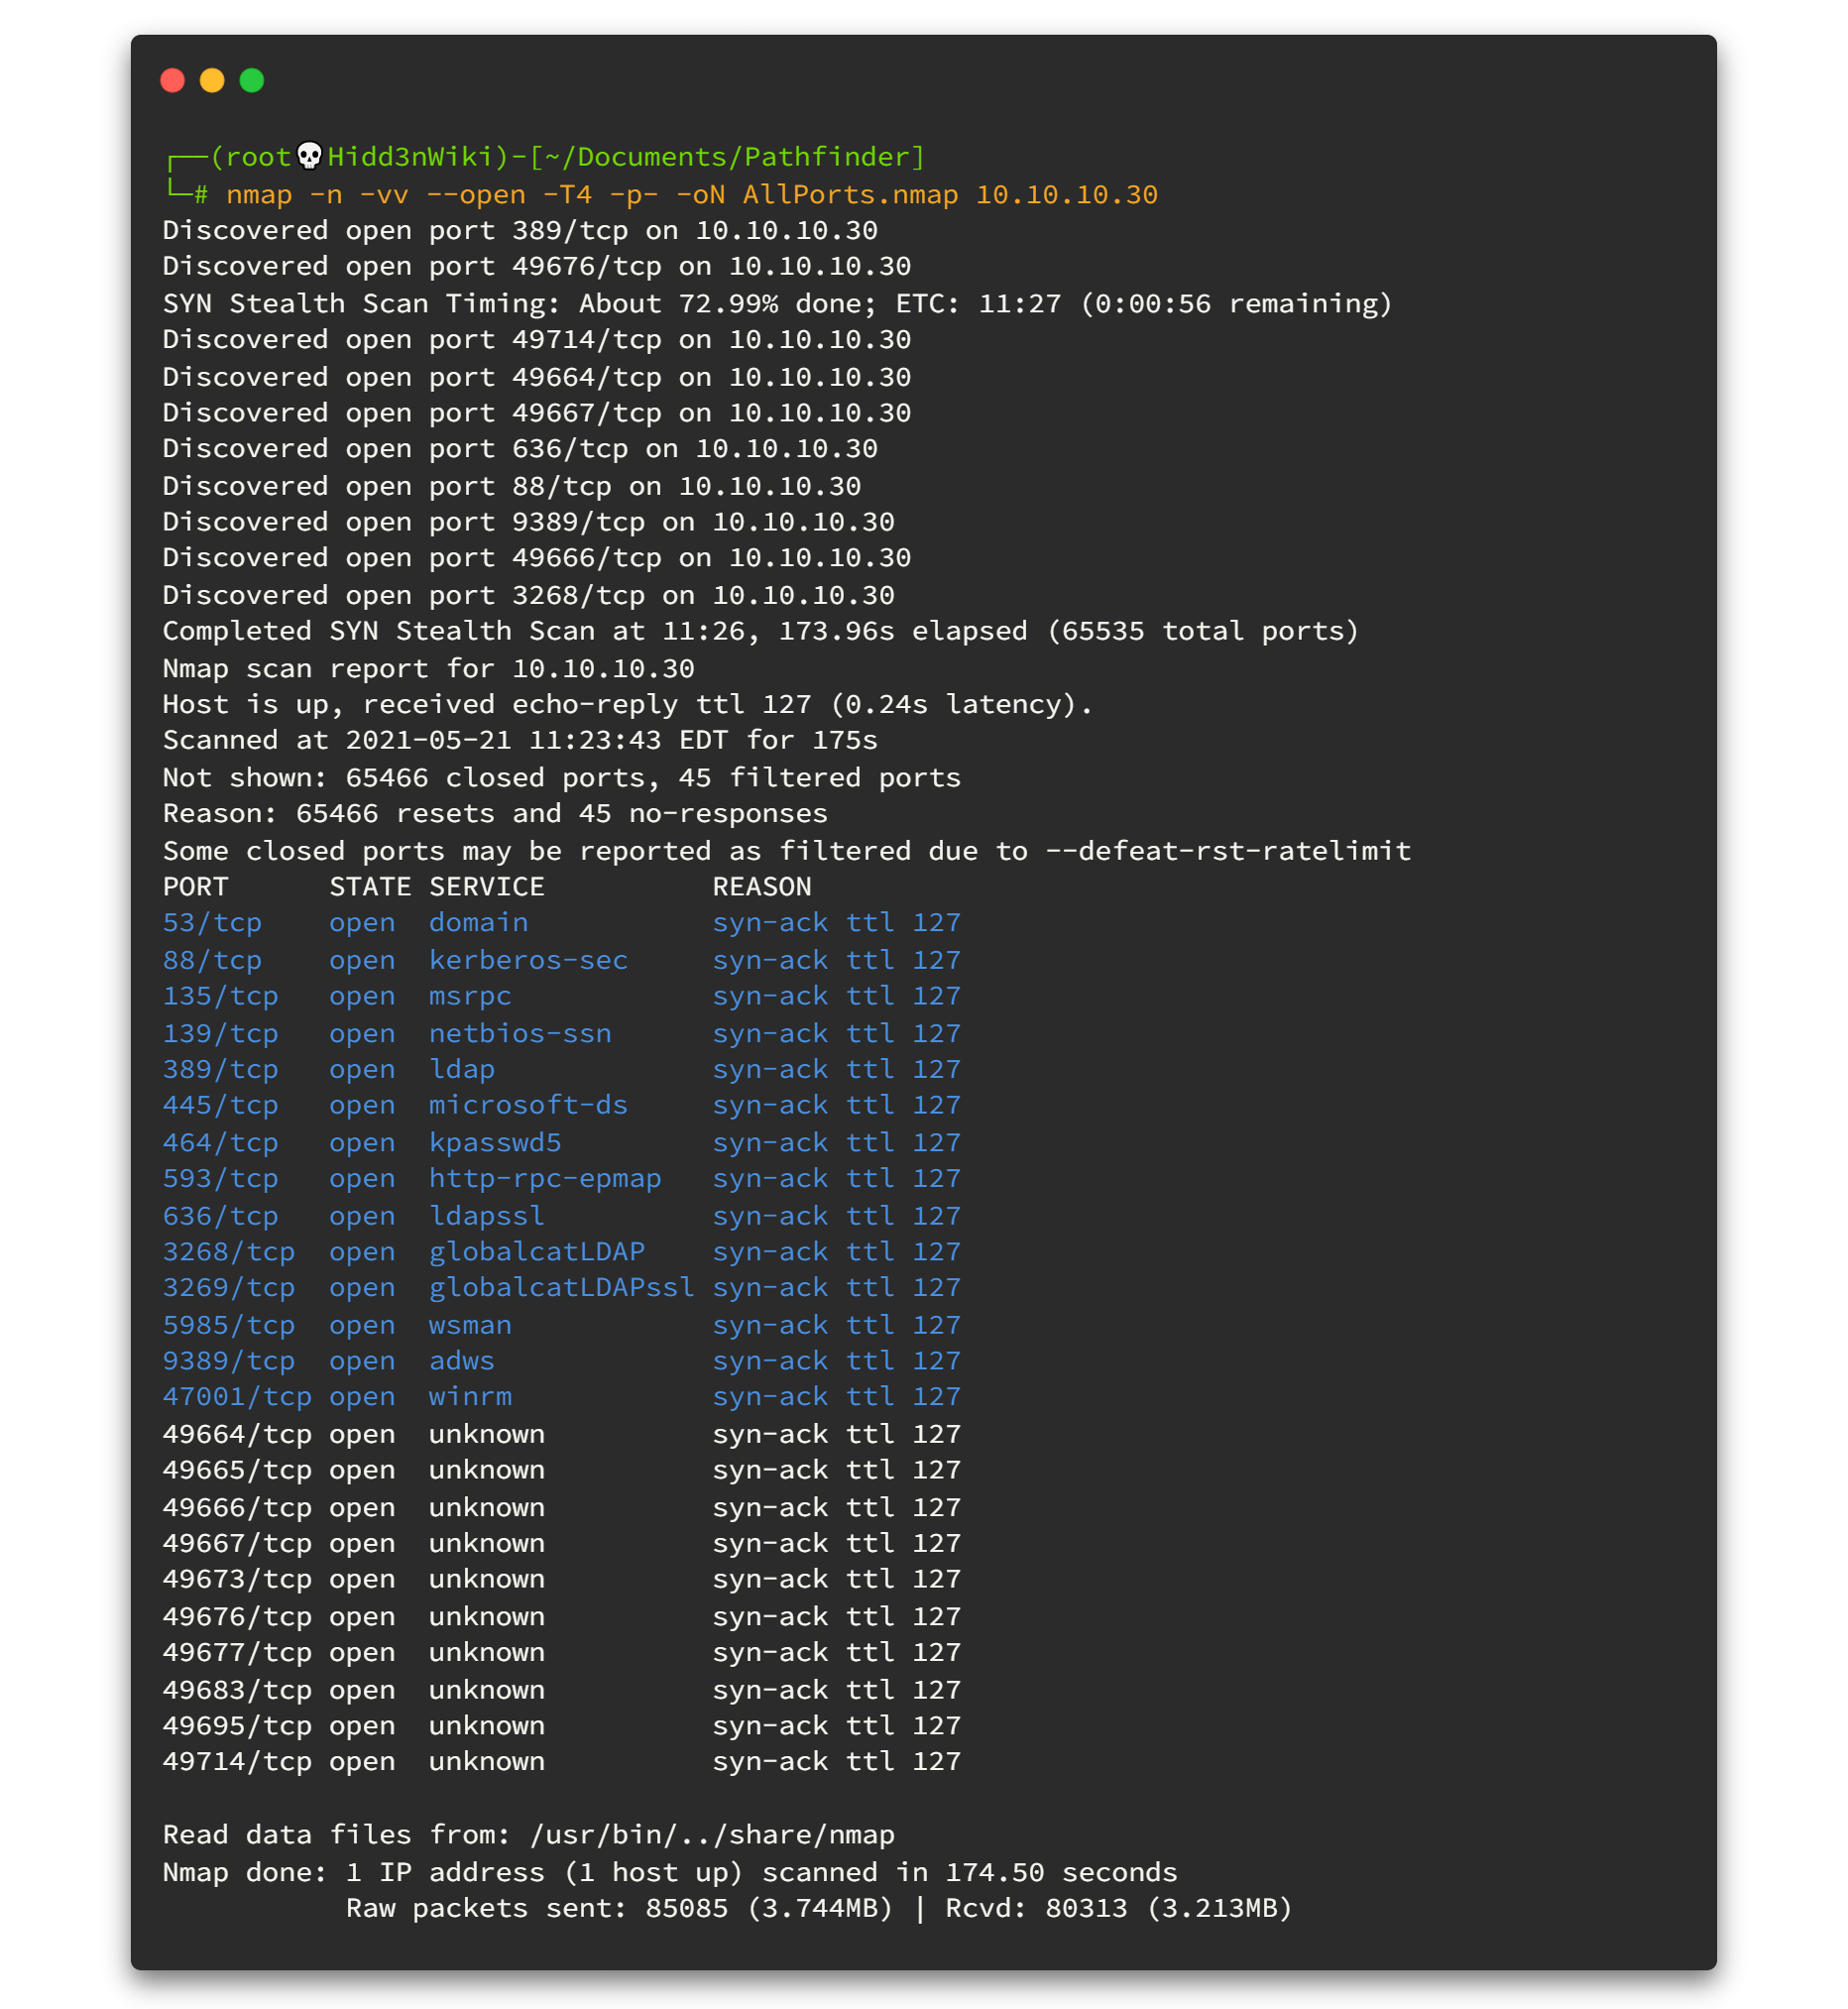 ┌──(root💀Hidd3nWiki)-[~/Documents/Pathfinder]
└─# nmap -n -vv --open -T4 -p- -oN AllPorts.nmap 10.10.10.30
Discovered open port 389/tcp on 10.10.10.30
Discovered open port 49676/tcp on 10.10.10.30
SYN Stealth Scan Timing: About 72.99% done; ETC: 11:27 (0:00:56 remaining)
Discovered open port 49714/tcp on 10.10.10.30
Discovered open port 49664/tcp on 10.10.10.30
Discovered open port 49667/tcp on 10.10.10.30
Discovered open port 636/tcp on 10.10.10.30
Discovered open port 88/tcp on 10.10.10.30
Discovered open port 9389/tcp on 10.10.10.30
Discovered open port 49666/tcp on 10.10.10.30
Discovered open port 3268/tcp on 10.10.10.30
Completed SYN Stealth Scan at 11:26, 173.96s elapsed (65535 total ports)
Nmap scan report for 10.10.10.30
Host is up, received echo-reply ttl 127 (0.24s latency).
Scanned at 2021-05-21 11:23:43 EDT for 175s
Not shown: 65466 closed ports, 45 filtered ports
Reason: 65466 resets and 45 no-responses
Some closed ports may be reported as filtered due to --defeat-rst-ratelimit
PORT      STATE SERVICE          REASON
53/tcp    open  domain           syn-ack ttl 127
88/tcp    open  kerberos-sec     syn-ack ttl 127
135/tcp   open  msrpc            syn-ack ttl 127
139/tcp   open  netbios-ssn      syn-ack ttl 127
389/tcp   open  ldap             syn-ack ttl 127
445/tcp   open  microsoft-ds     syn-ack ttl 127
464/tcp   open  kpasswd5         syn-ack ttl 127
593/tcp   open  http-rpc-epmap   syn-ack ttl 127
636/tcp   open  ldapssl          syn-ack ttl 127
3268/tcp  open  globalcatLDAP    syn-ack ttl 127
3269/tcp  open  globalcatLDAPssl syn-ack ttl 127
5985/tcp  open  wsman            syn-ack ttl 127
9389/tcp  open  adws             syn-ack ttl 127
47001/tcp open  winrm            syn-ack ttl 127
49664/tcp open  unknown          syn-ack ttl 127
49665/tcp open  unknown          syn-ack ttl 127
49666/tcp open  unknown          syn-ack ttl 127
49667/tcp open  unknown          syn-ack ttl 127
49673/tcp open  unknown          syn-ack ttl 127
49676/tcp open  unknown          syn-ack ttl 127
49677/tcp open  unknown          syn-ack ttl 127
49683/tcp open  unknown          syn-ack ttl 127
49695/tcp open  unknown          syn-ack ttl 127
49714/tcp open  unknown          syn-ack ttl 127
Read data files from: /usr/bin/../share/nmap
Nmap done: 1 IP address (1 host up) scanned in 174.50 seconds
Raw packets sent: 85085 (3.744MB) | Rcvd: 80313 (3.213MB)